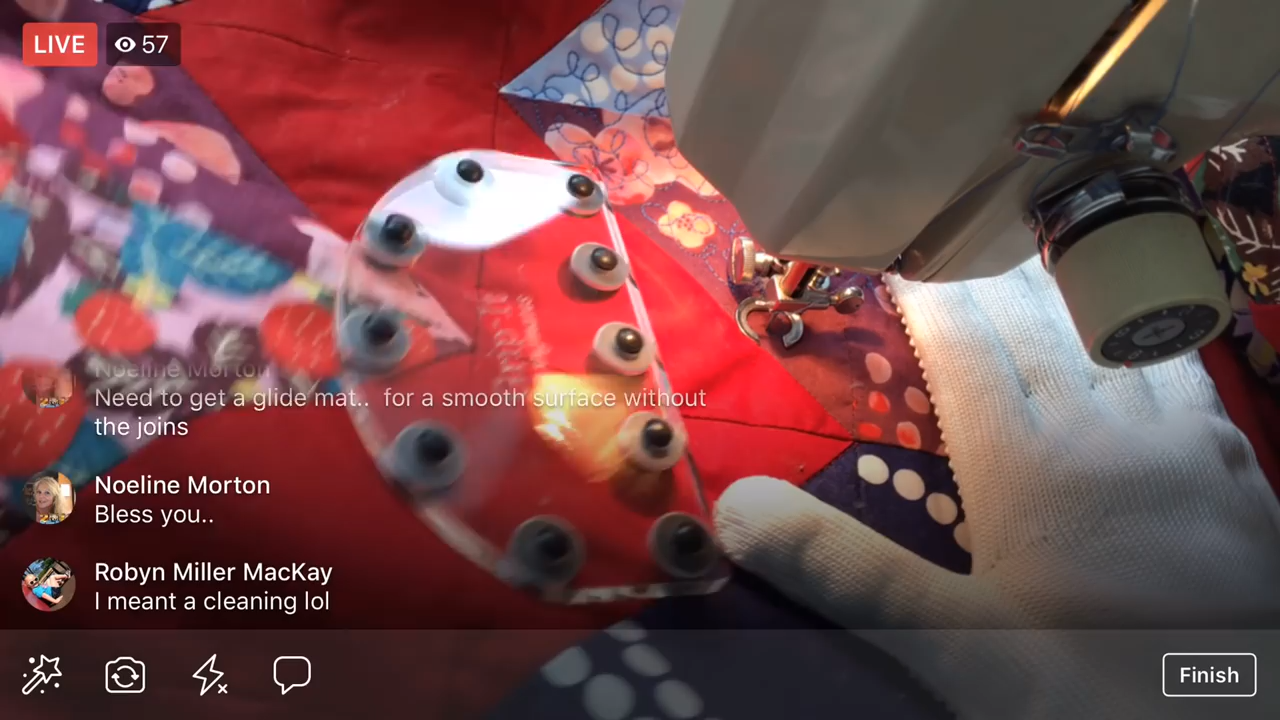 LIVE 57
Noeline Morton
Need to get a glide mat.. for a smooth surface without
the joins
Noeline Morton
Bless you..
Robyn Miller MacKay
I meant a cleaning lol
Finish